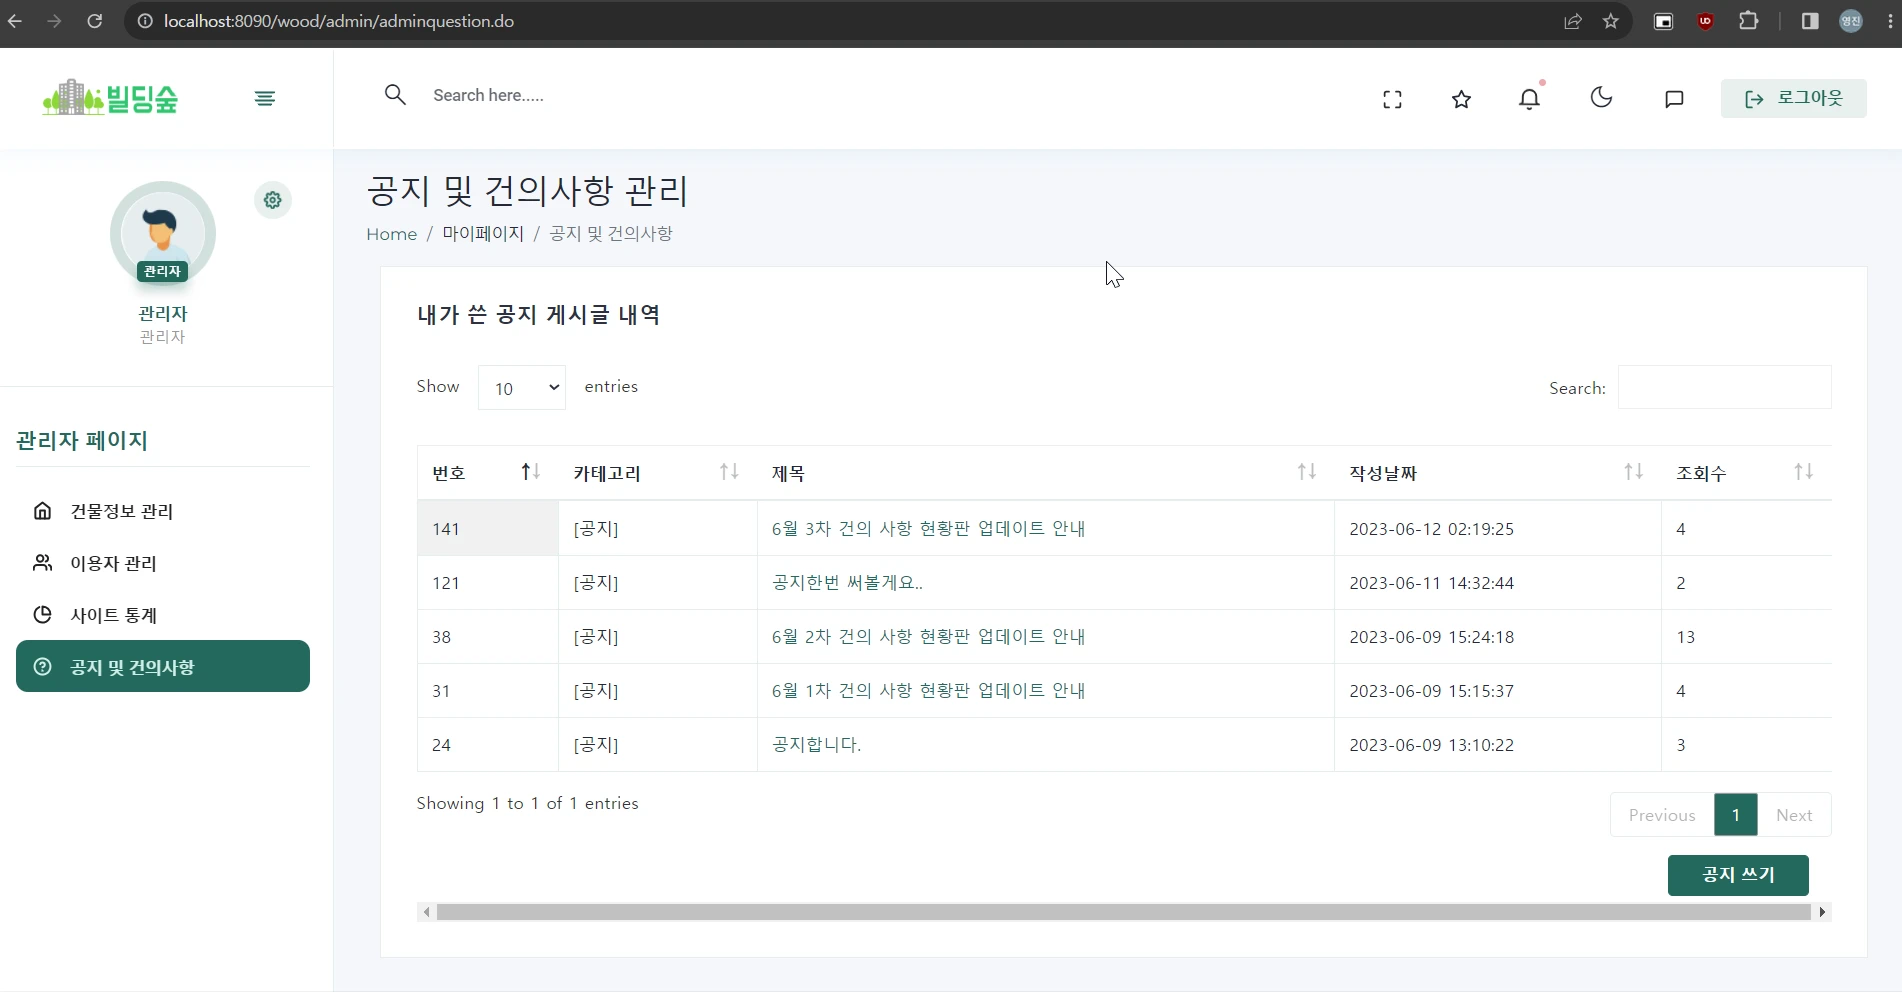 localhost:8090/wood/admin/adminquestion.do
영진
빌딩숲
Search here.....
로그아웃
관리자
관리자
관리자
관리자 페이지
건물정보 관리
이용자 관리
사이트 통계
공지 및 건의사항
공지 및 건의사항 관리
Home / 마이페이지 / 공지 및 건의사항
내가 쓴 공지 게시글 내역
Show 10 entries Search:
번호 카테고리 제목 작성날짜 조회수
141 [공지] 6월 3차 건의 사항 현황판 업데이트 안내 2023-06-12 02:19:25 4
121 [공지] 공지한번 써볼게요.. 2023-06-11 14:32:44 2
38 [공지] 6월 2차 건의 사항 현황판 업데이트 안내 2023-06-09 15:24:18 13
31 [공지] 6월 1차 건의 사항 현황판 업데이트 안내 2023-06-09 15:15:37 4
24 [공지] 공지합니다. 2023-06-09 13:10:22 3
Showing 1 to 1 of 1 entries
Previous 1 Next
공지 쓰기